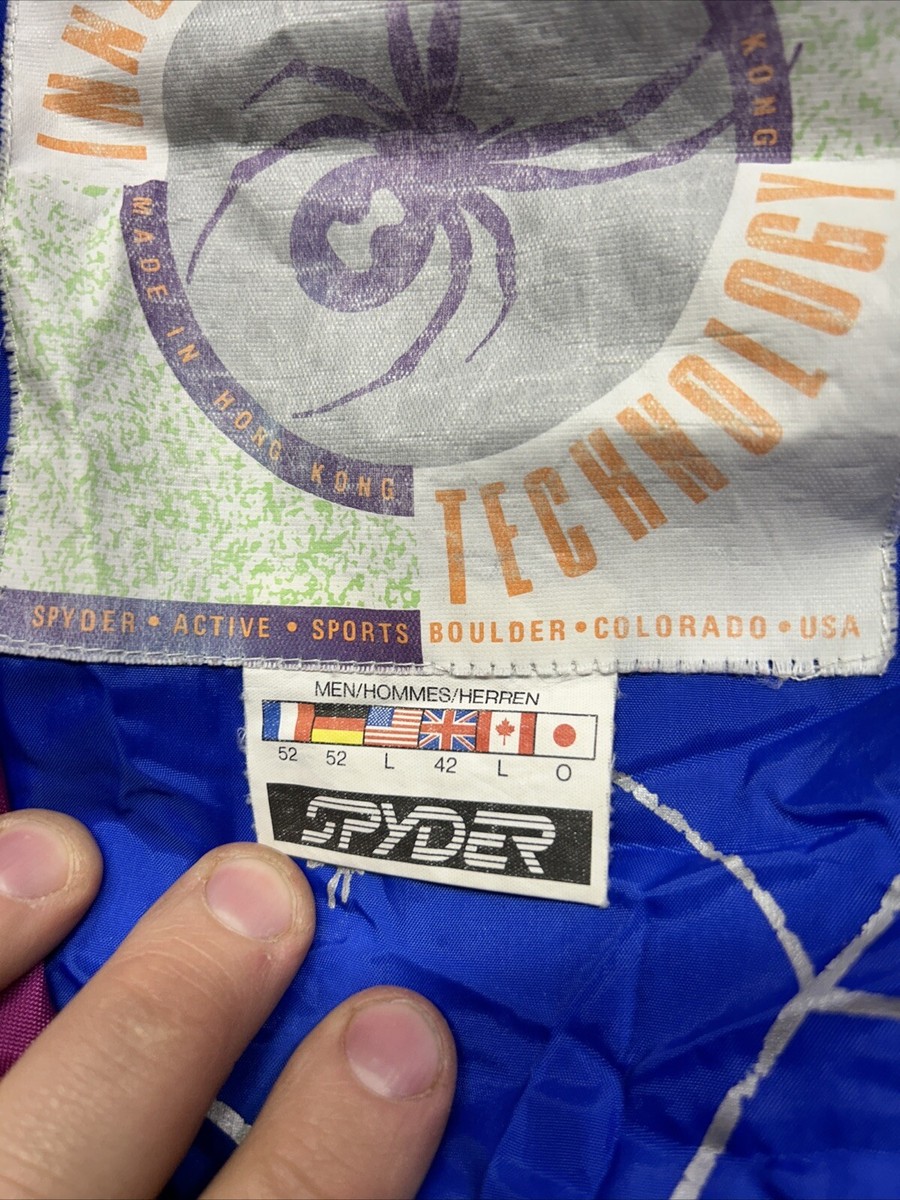 KONG
MADE IN HONG KONG
TECHNOLOGY
SPYDER • ACTIVE • SPORTS BOULDER • COLORADO • USA
MEN/HOMMES/HERREN
52 52 L 42 L O
SPYDER